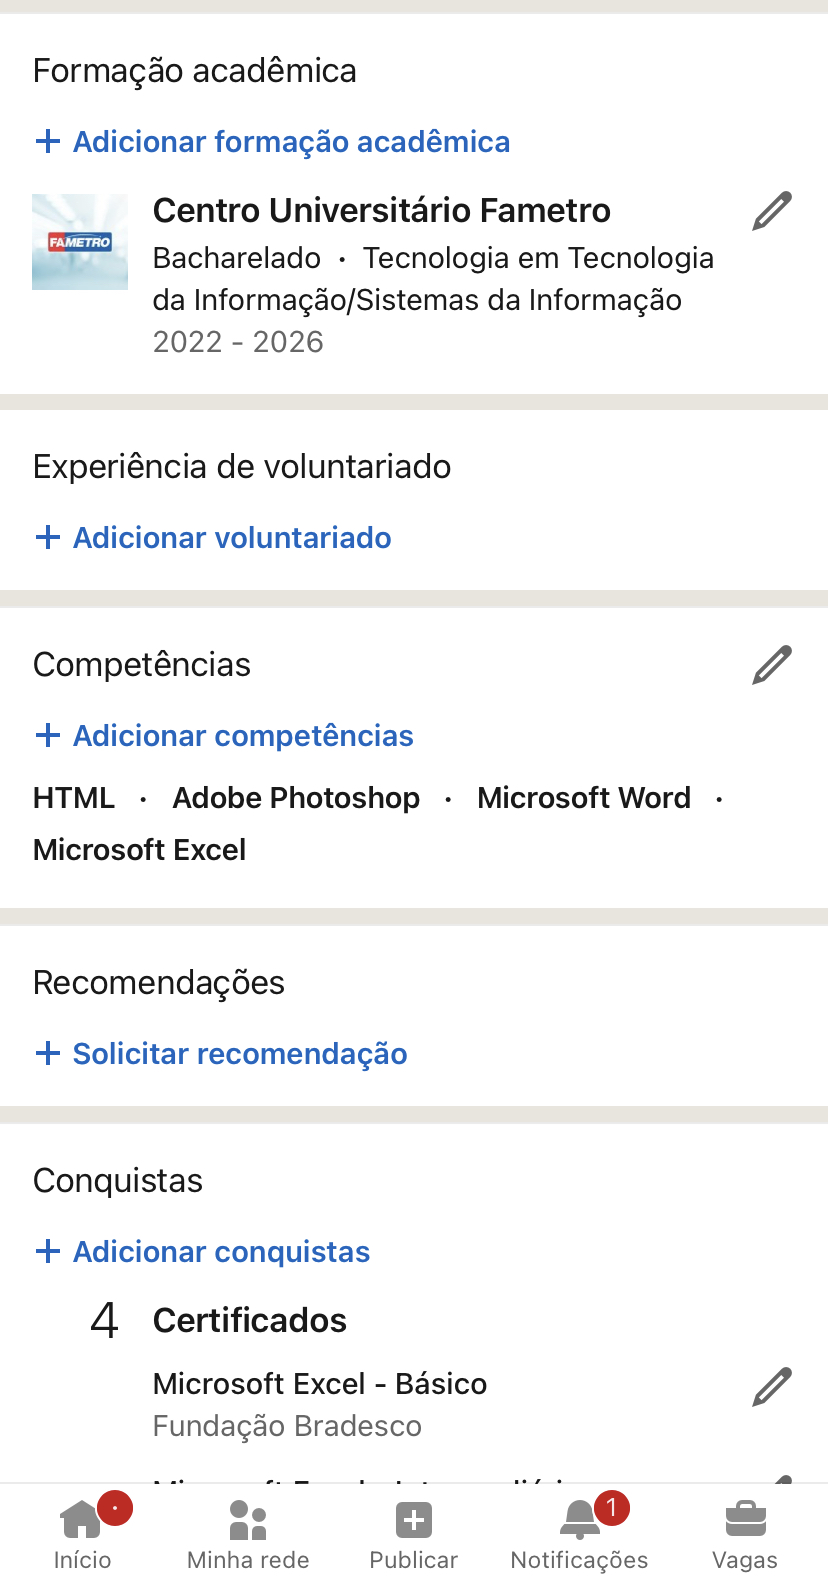 Formação acadêmica
+ Adicionar formação acadêmica
FAMETRO
Centro Universitário Fametro
Bacharelado · Tecnologia em Tecnologia
da Informação/Sistemas da Informação
2022 - 2026
Experiência de voluntariado
+ Adicionar voluntariado
Competências
+ Adicionar competências
HTML · Adobe Photoshop · Microsoft Word ·
Microsoft Excel
Recomendações
+ Solicitar recomendação
Conquistas
+ Adicionar conquistas
4 Certificados
Microsoft Excel - Básico
Fundação Bradesco
1
Início
Minha rede
Publicar
Notificações
Vagas